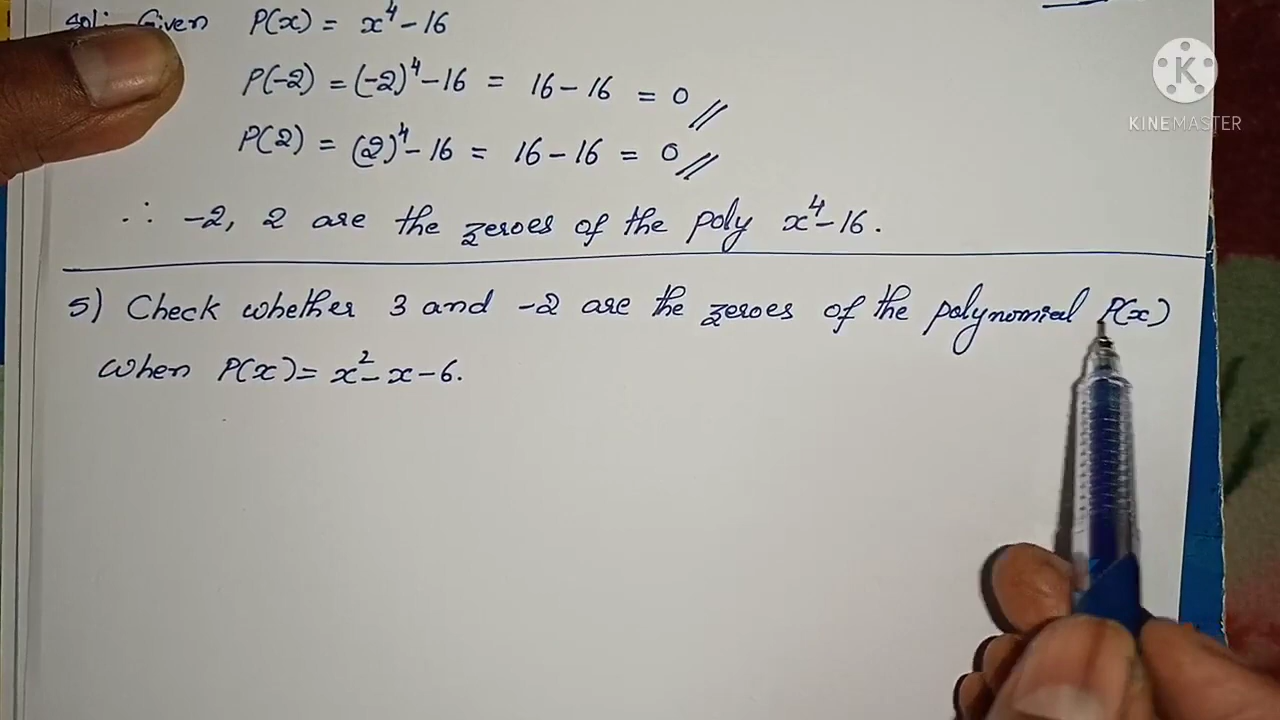 Sol: Given P(x) = x⁴ - 16
P(-2) = (-2)⁴ - 16 = 16 - 16 = 0 //
P(2) = (2)⁴ - 16 = 16 - 16 = 0 //
∴ -2, 2 are the zeroes of the poly x⁴ - 16.
5) Check whether 3 and -2 are the zeroes of the polynomial P(x)
when P(x) = x² - x - 6.
K
KINEMASTER